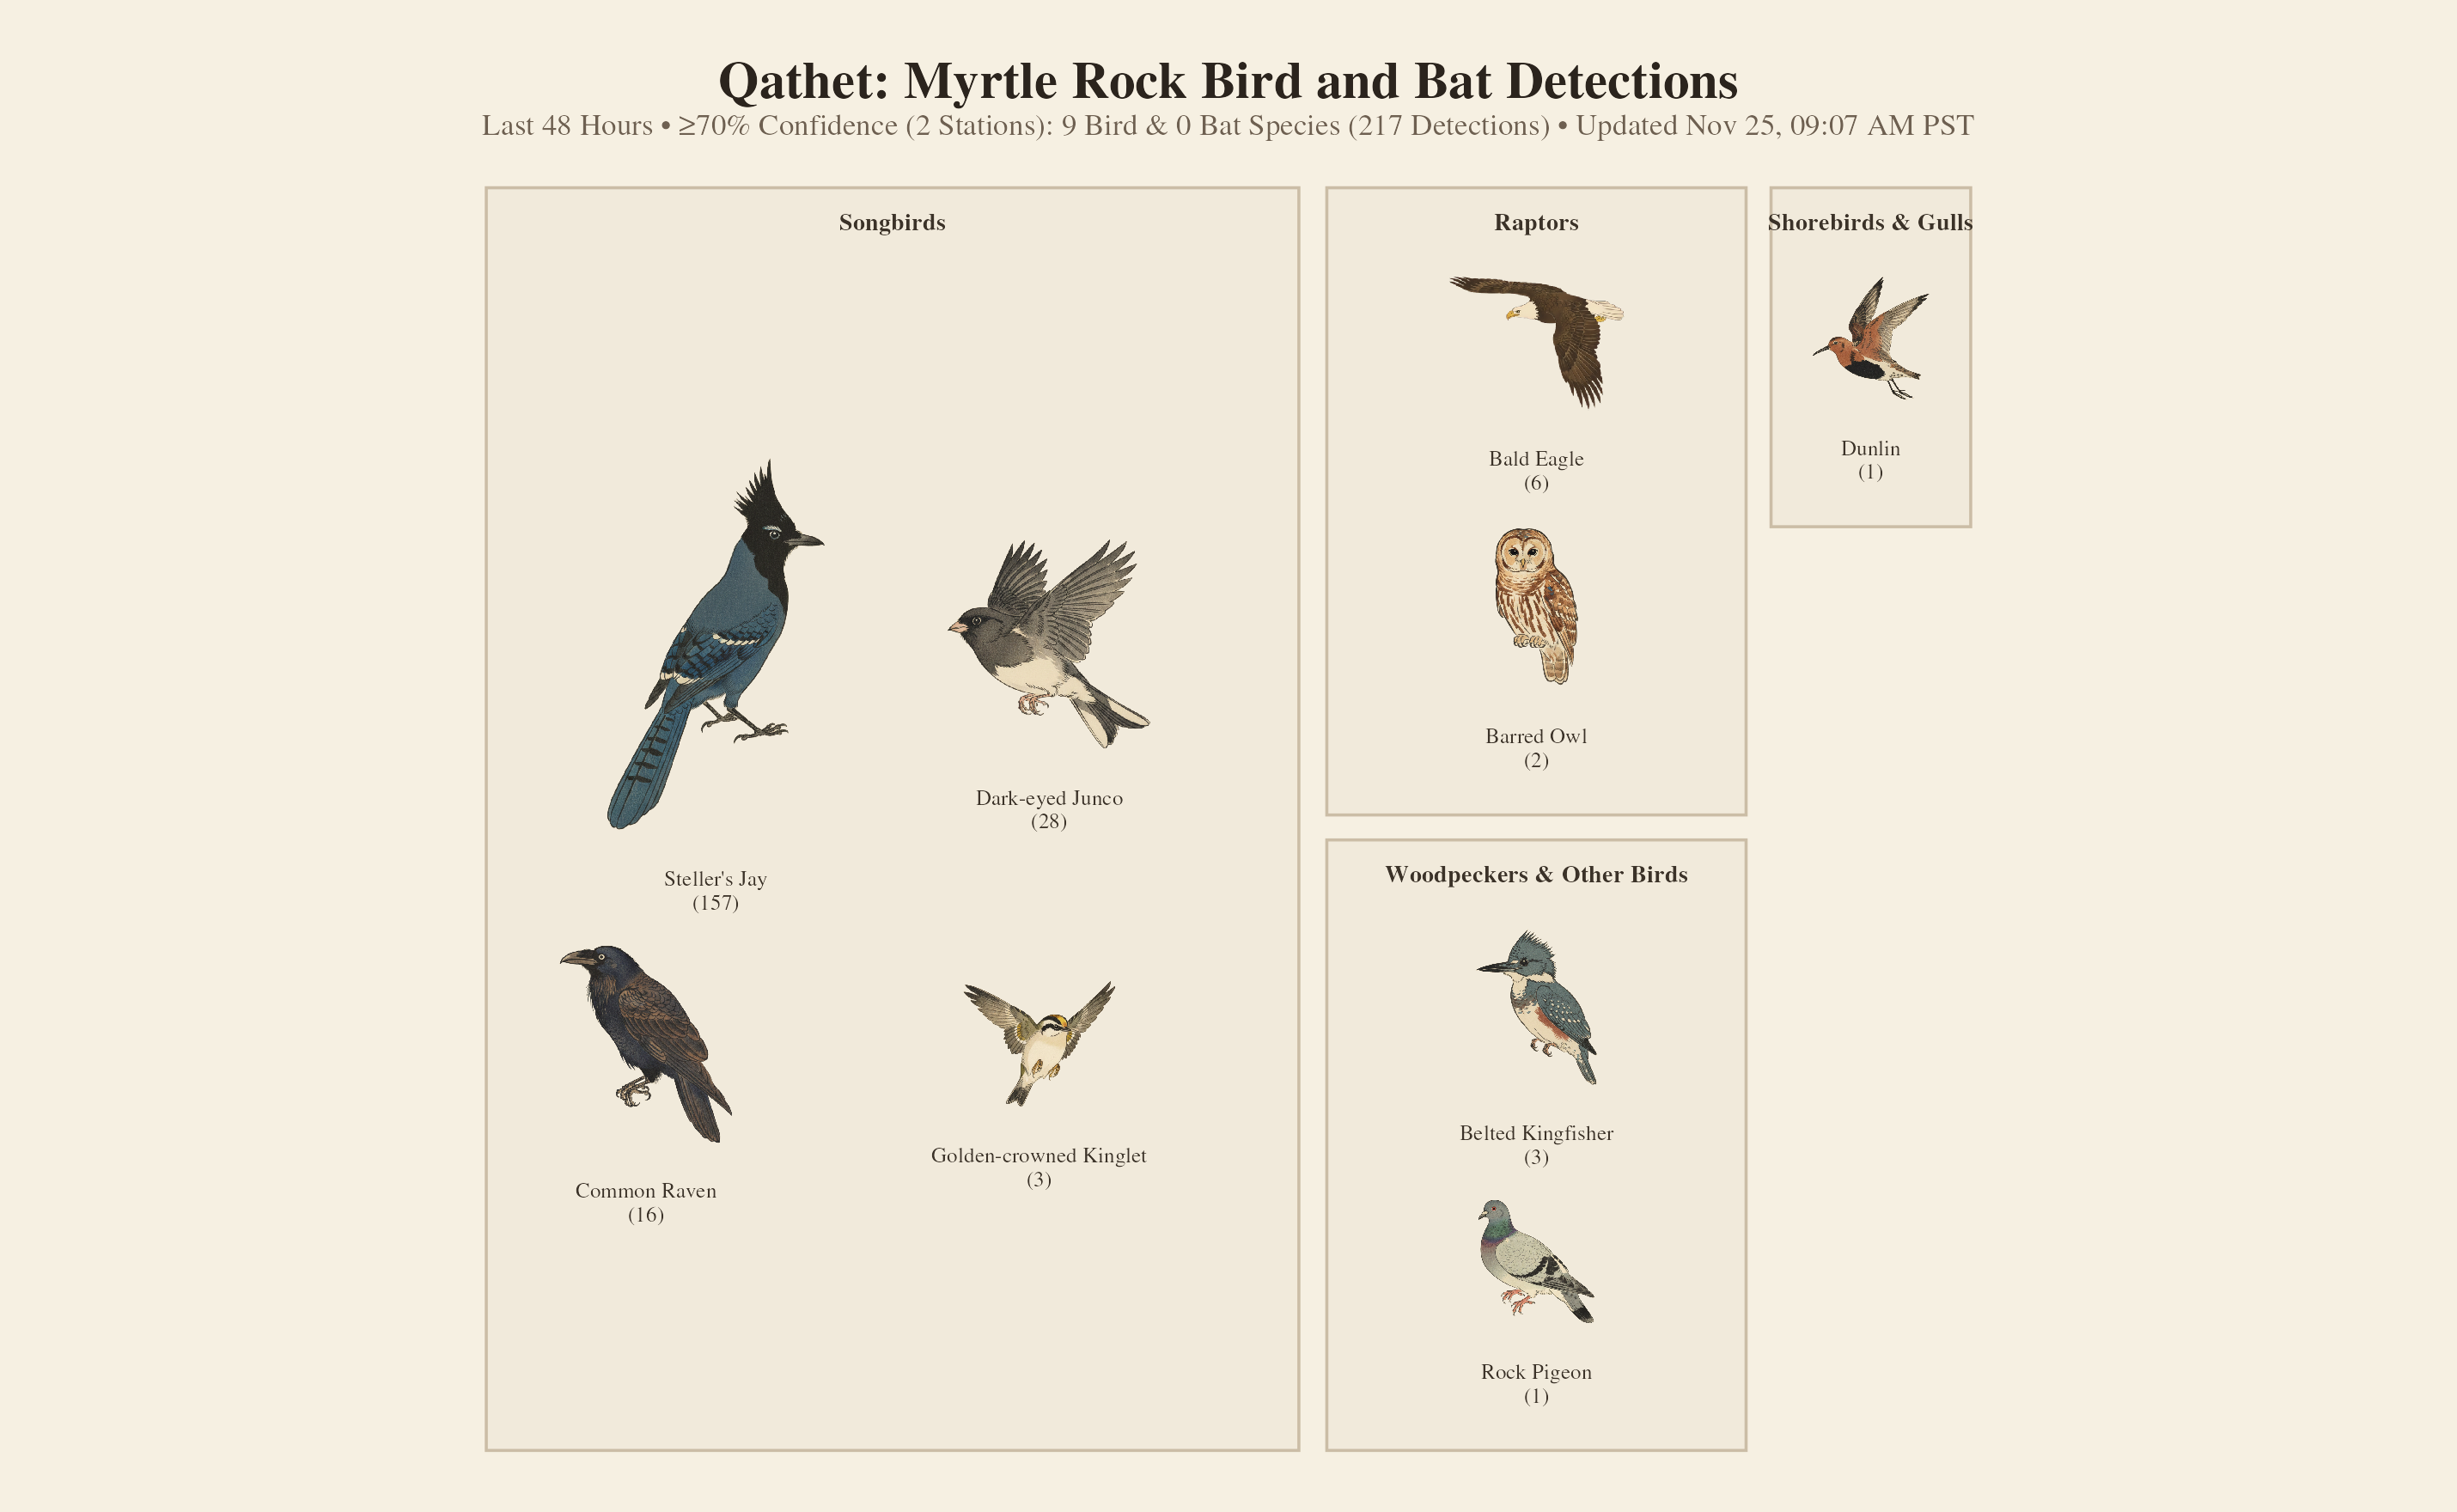 Qathet: Myrtle Rock Bird and Bat Detections
Last 48 Hours • ≥70% Confidence (2 Stations): 9 Bird & 0 Bat Species (217 Detections) • Updated Nov 25, 09:07 AM PST
Songbirds
Steller's Jay
(157)
Dark-eyed Junco
(28)
Common Raven
(16)
Golden-crowned Kinglet
(3)
Raptors
Bald Eagle
(6)
Barred Owl
(2)
Woodpeckers & Other Birds
Belted Kingfisher
(3)
Rock Pigeon
(1)
Shorebirds & Gulls
Dunlin
(1)